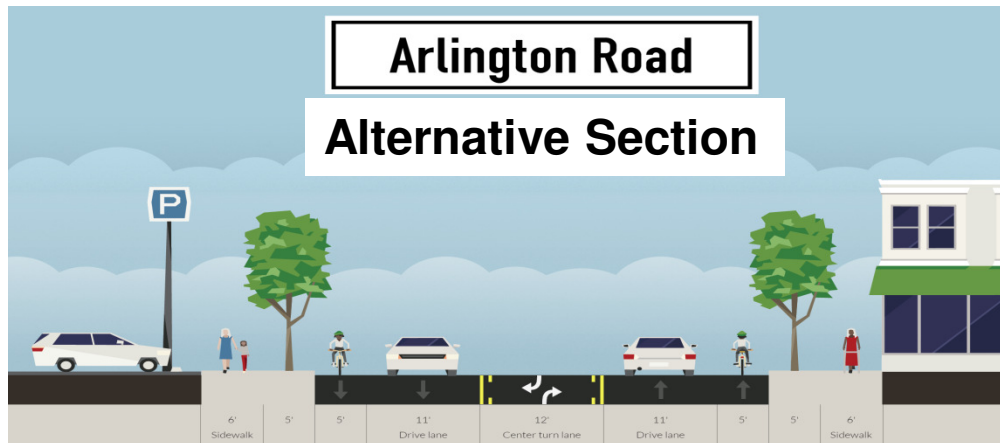 Arlington Road
Alternative Section
P
6' 5' 5' 11' 12' 11' 5' 5' 6'
Sidewalk Drive lane Center turn lane Drive lane Sidewalk